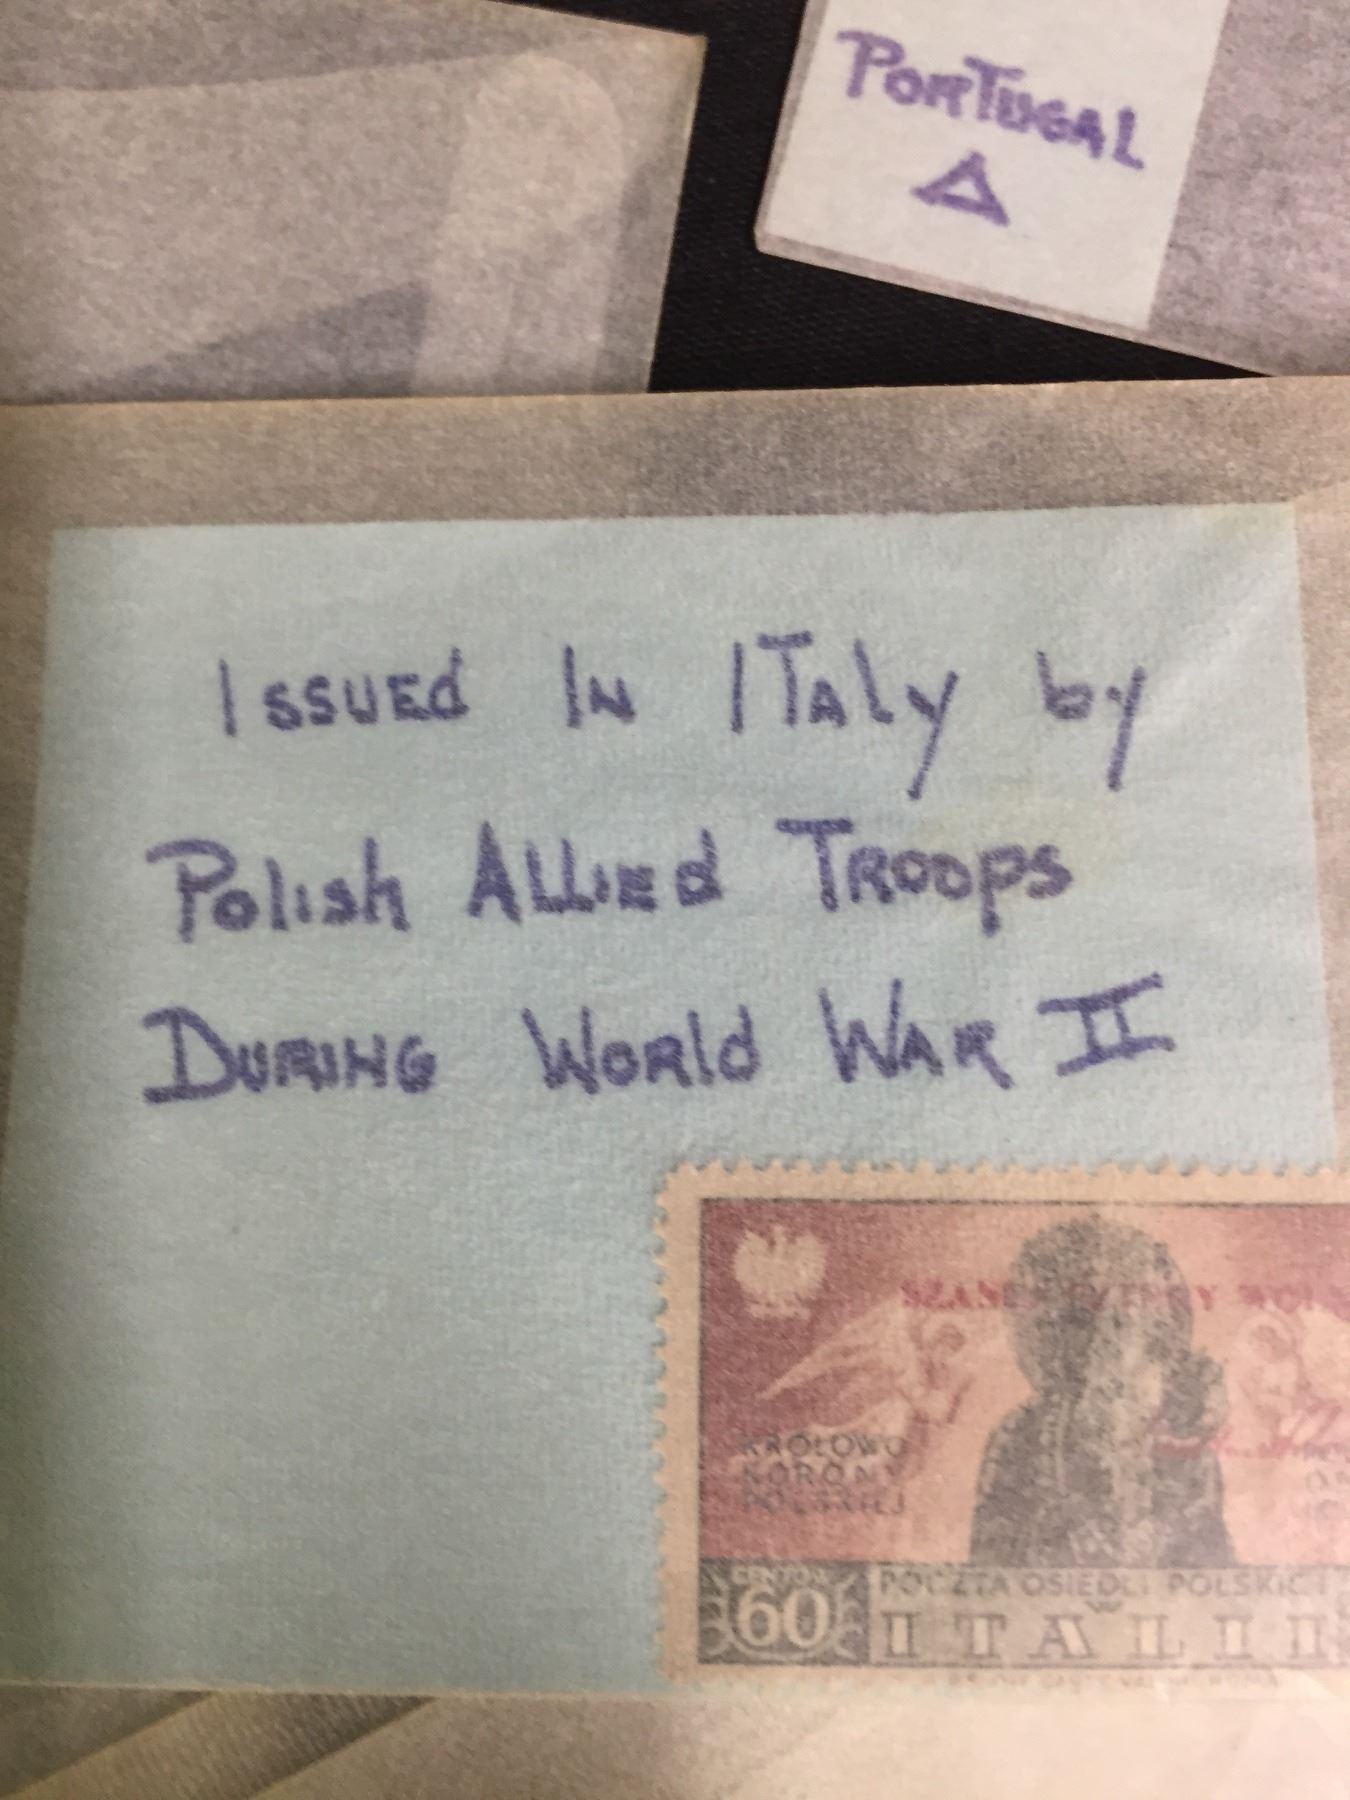 PORTUGAL
ISSUEd IN ITAly by
Polish Allied Troops
During World War II
KRÓLOWO
KORONY
POLSKIEJ
60
POCZTA OSIEDLI POLSKICH
ITALII